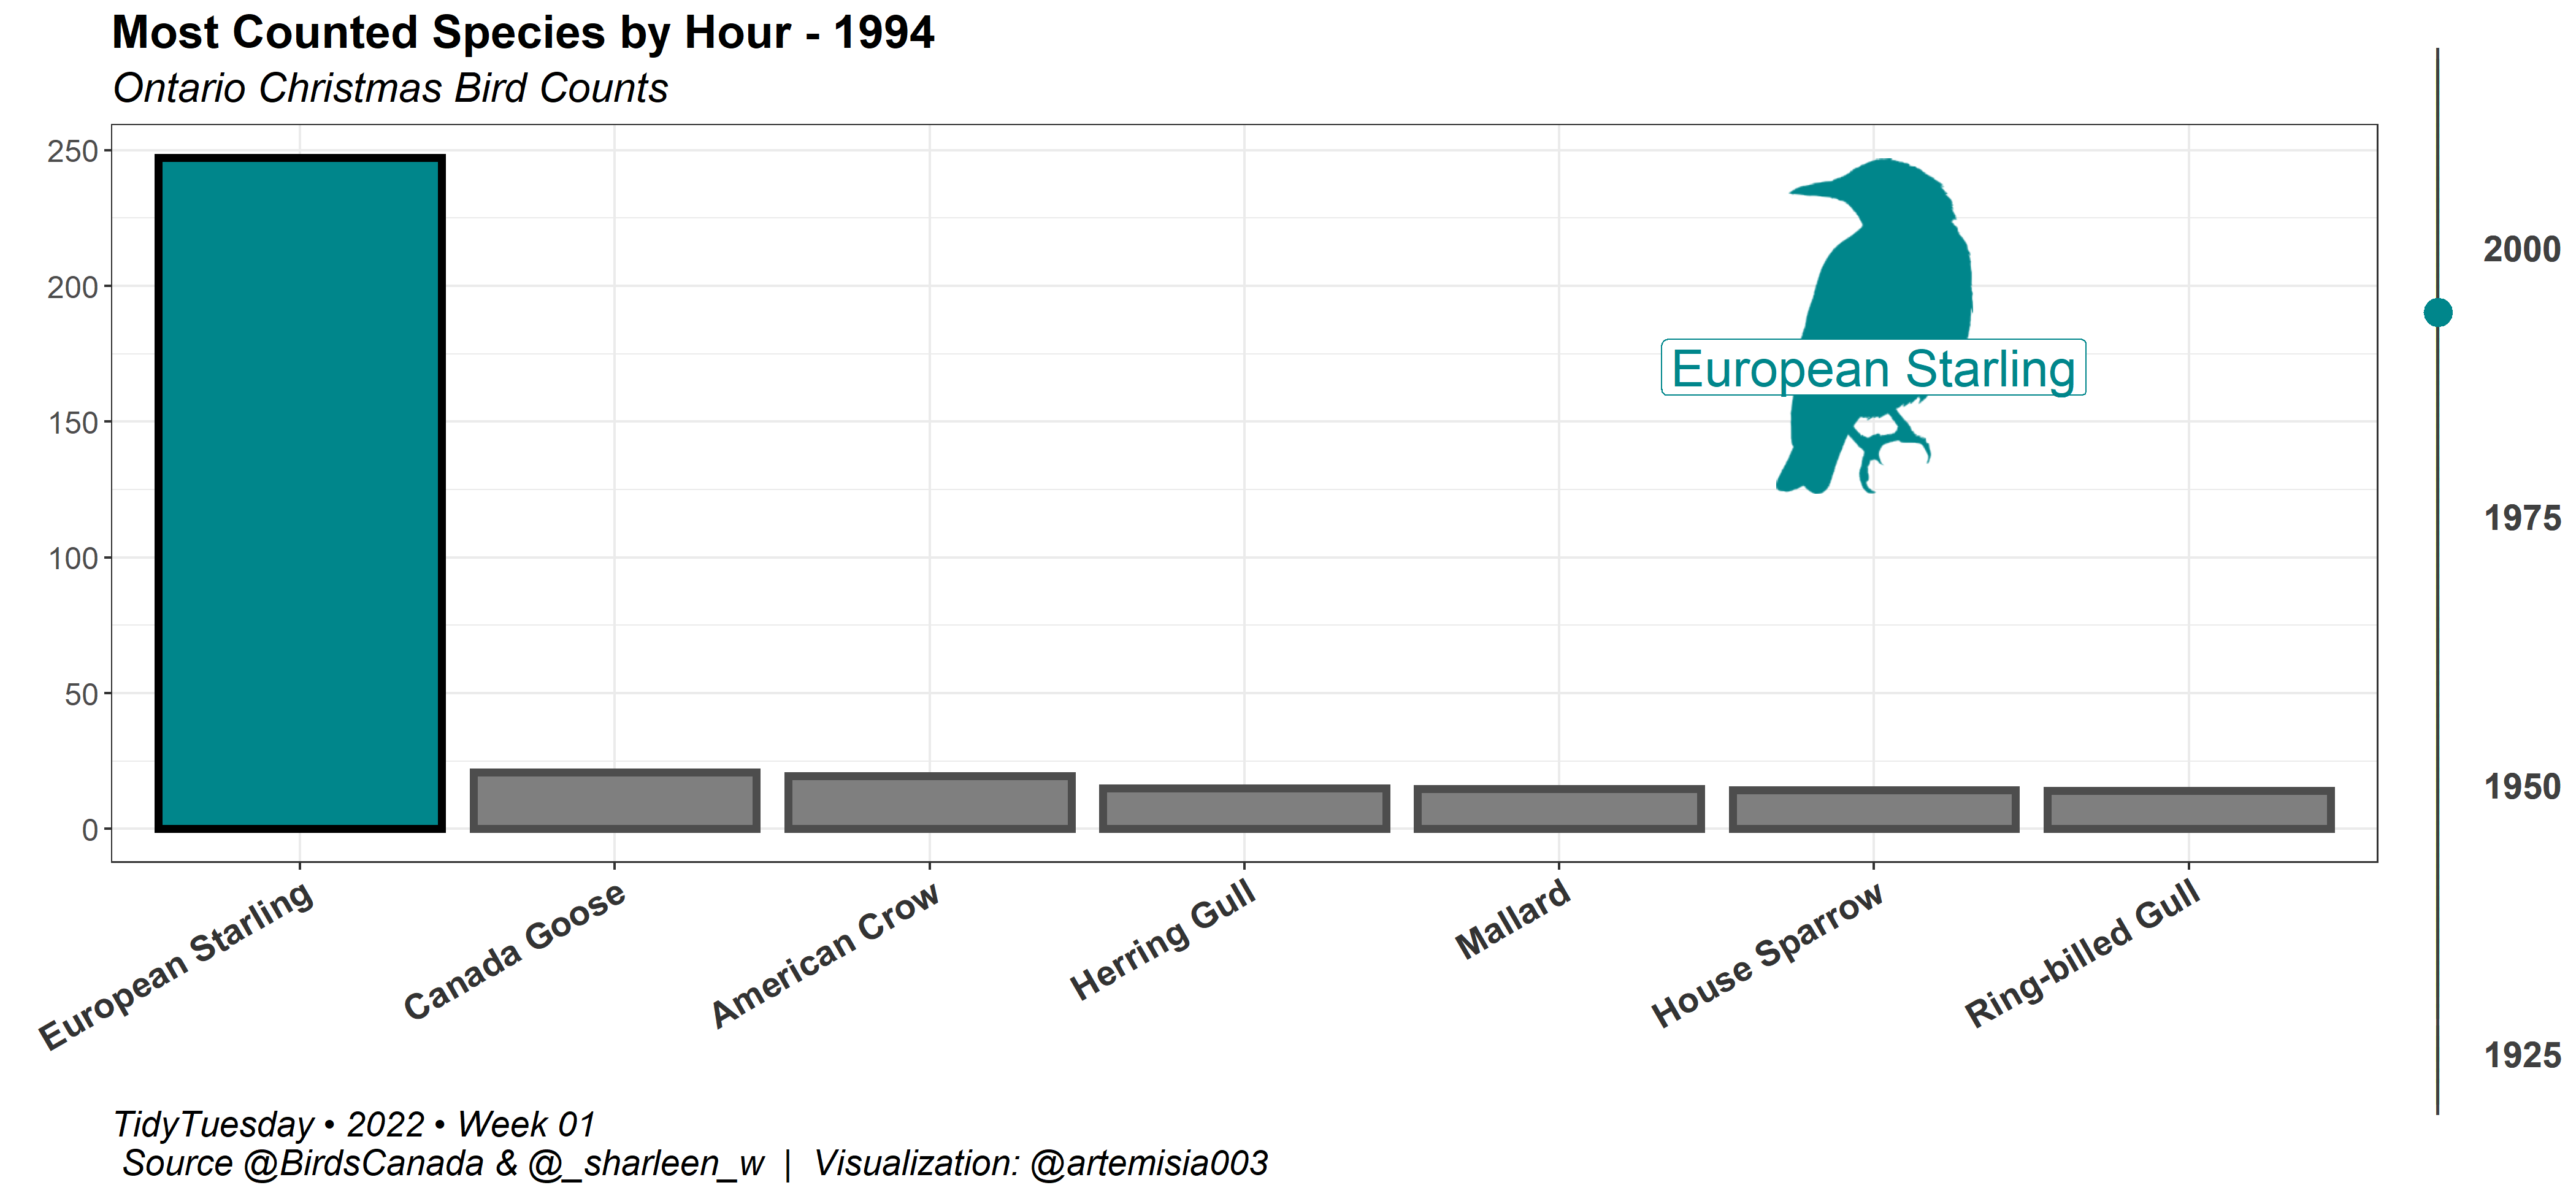 Most Counted Species by Hour - 1994
Ontario Christmas Bird Counts
250
200
150
100
50
0
European Starling
2000
1975
1950
1925
European Starling
Canada Goose
American Crow
Herring Gull
Mallard
House Sparrow
Ring-billed Gull
TidyTuesday • 2022 • Week 01
Source @BirdsCanada & @_sharleen_w | Visualization: @artemisia003